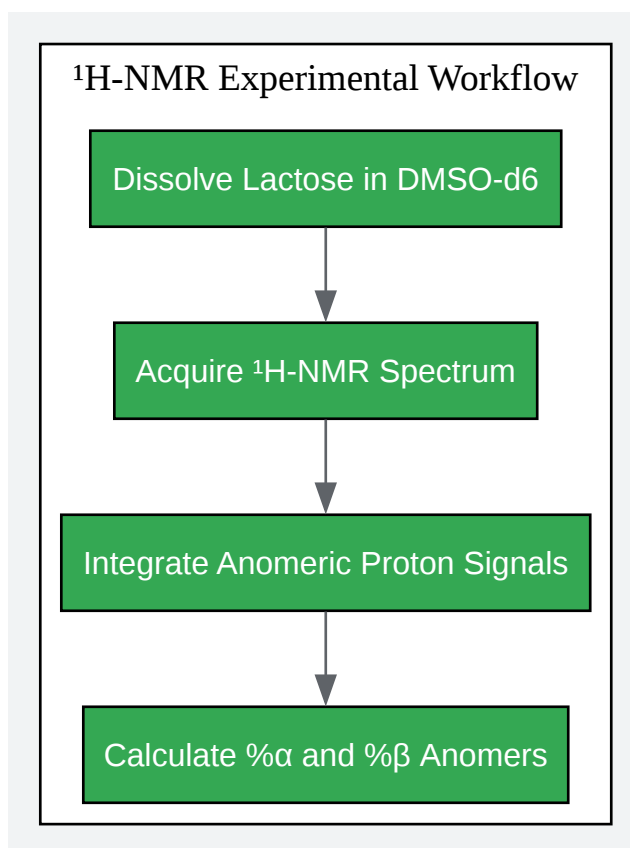 ¹H-NMR Experimental Workflow
Dissolve Lactose in DMSO-d6
Acquire ¹H-NMR Spectrum
Integrate Anomeric Proton Signals
Calculate %α and %β Anomers